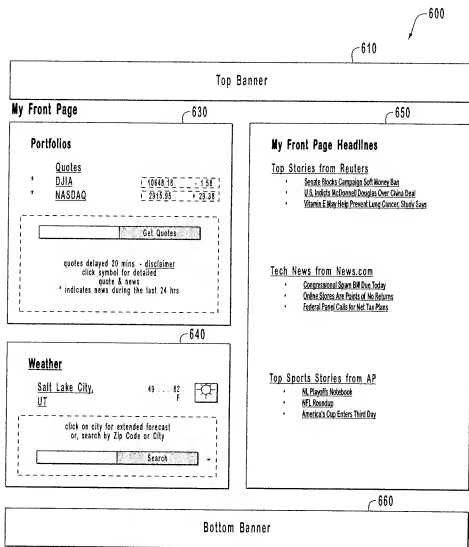 600
610
Top Banner
My Front Page
630
Portfolios
Quotes
* DJIA 10648.18 - 1.58
* NASDAQ 2915.95 + 29.38
Get Quotes
quotes delayed 20 mins - disclaimer
click symbol for detailed
quote & news
* indicates news during the last 24 hrs
640
Weather
Salt Lake City, 49 ... 82
UT F
click on city for extended forecast
or, search by Zip Code or City
Search
650
My Front Page Headlines
Top Stories from Reuters
Senate Blocks Campaign Soft Money Ban
U.S. Indicts McDonnell Douglas Over China Deal
Vitamin E May Help Prevent Lung Cancer, Study Says
Tech News from News.com
Congressional Spam Bill Due Today
Online Stores Are Points of No Returns
Federal Panel Calls for Net Tax Plans
Top Sports Stories from AP
NL Playoffs Notebook
NFL Roundup
America's Cup Enters Third Day
660
Bottom Banner